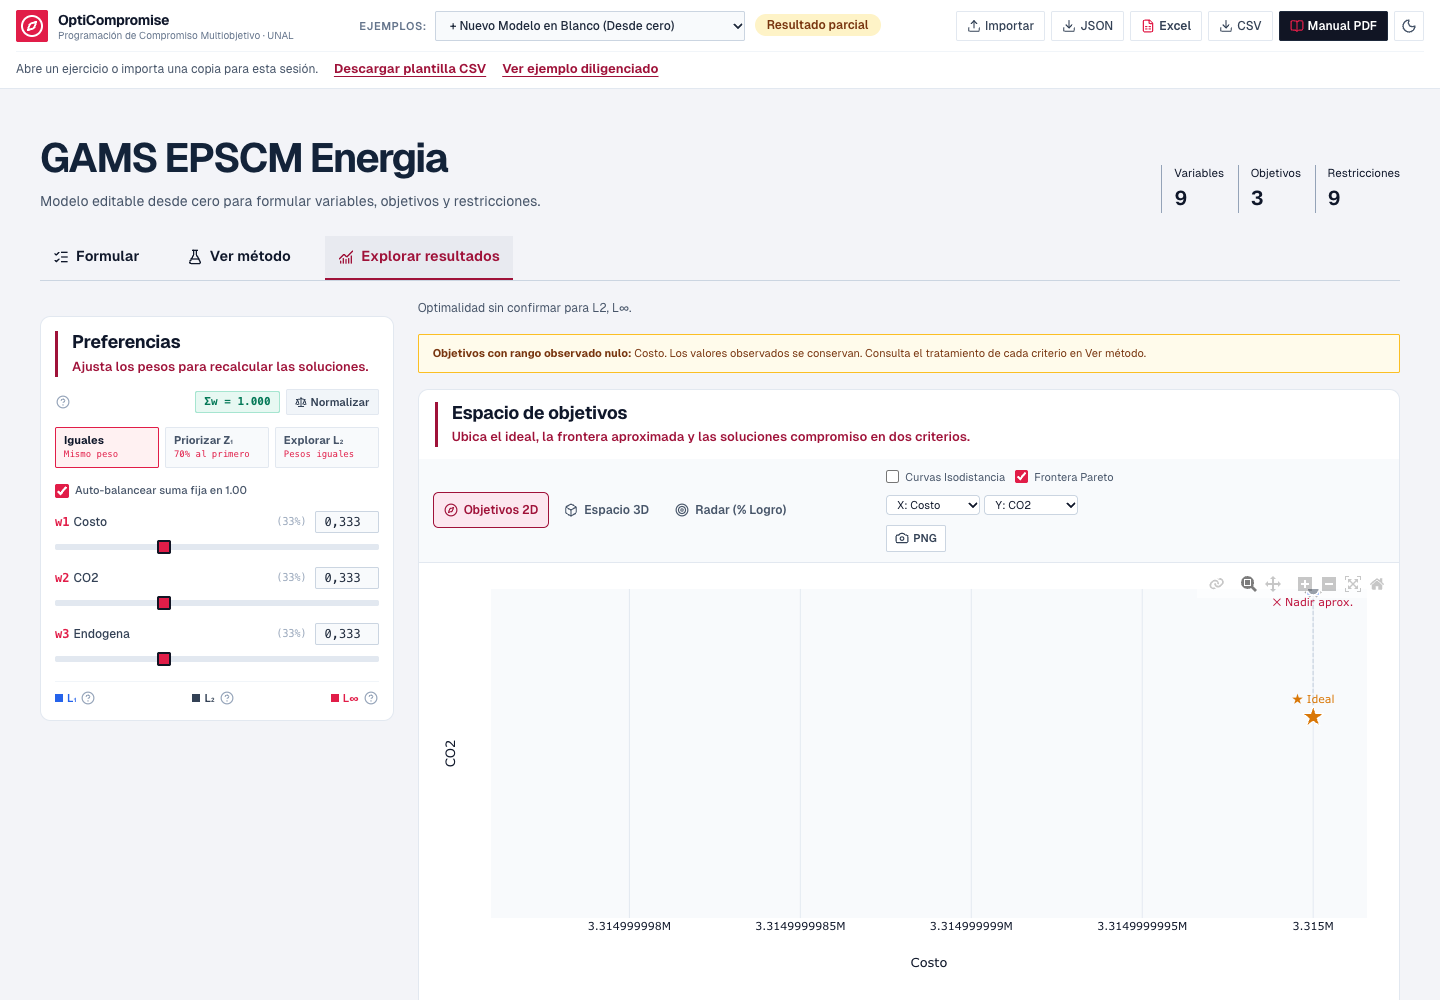 OptiCompromise
Programación de Compromiso Multiobjetivo · UNAL
EJEMPLOS:
+ Nuevo Modelo en Blanco (Desde cero)
Resultado parcial
Importar
JSON
Excel
CSV
Manual PDF
Abre un ejercicio o importa una copia para esta sesión.
Descargar plantilla CSV
Ver ejemplo diligenciado
GAMS EPSCM Energia
Modelo editable desde cero para formular variables, objetivos y restricciones.
Variables
9
Objetivos
3
Restricciones
9
Formular
Ver método
Explorar resultados
Preferencias
Ajusta los pesos para recalcular las soluciones.
Σw = 1.000
Normalizar
Iguales
Mismo peso
Priorizar Z₁
70% al primero
Explorar L₂
Pesos iguales
Auto-balancear suma fija en 1.00
w1 Costo
(33%)
0,333
w2 CO2
(33%)
0,333
w3 Endogena
(33%)
0,333
L₁
L₂
L∞
Optimalidad sin confirmar para L2, L∞.
Objetivos con rango observado nulo: Costo. Los valores observados se conservan. Consulta el tratamiento de cada criterio en Ver método.
Espacio de objetivos
Ubica el ideal, la frontera aproximada y las soluciones compromiso en dos criterios.
Objetivos 2D
Espacio 3D
Radar (% Logro)
Curvas Isodistancia
Frontera Pareto
X: Costo
Y: CO2
PNG
× Nadir aprox.
★ Ideal
CO2
3.314999998M
3.3149999985M
3.314999999M
3.3149999995M
3.315M
Costo